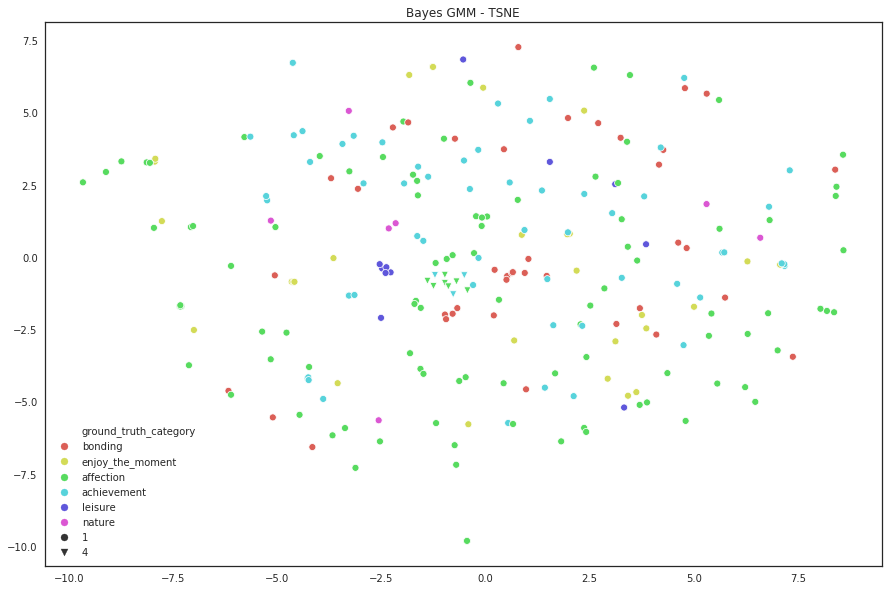 Bayes GMM - TSNE
7.5
5.0
2.5
0.0
−2.5
−5.0
−7.5
−10.0
ground_truth_category
bonding
enjoy_the_moment
affection
achievement
leisure
nature
1
4
−10.0 −7.5 −5.0 −2.5 0.0 2.5 5.0 7.5